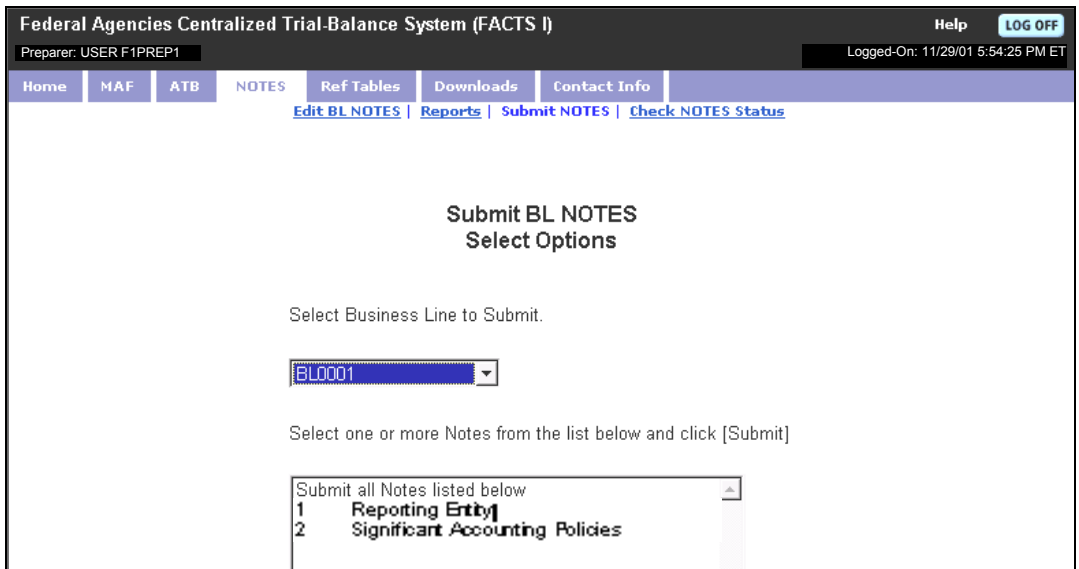 Federal Agencies Centralized Trial-Balance System (FACTS I) Help LOG OFF
Preparer: USER F1PREP1 Logged-On: 11/29/01 5:54:25 PM ET
Home MAF ATB NOTES Ref Tables Downloads Contact Info
Edit BL NOTES | Reports | Submit NOTES | Check NOTES Status
Submit BL NOTES
Select Options
Select Business Line to Submit.
BL0001
Select one or more Notes from the list below and click [Submit]
Submit all Notes listed below
1 Reporting Entity
2 Significant Accounting Policies